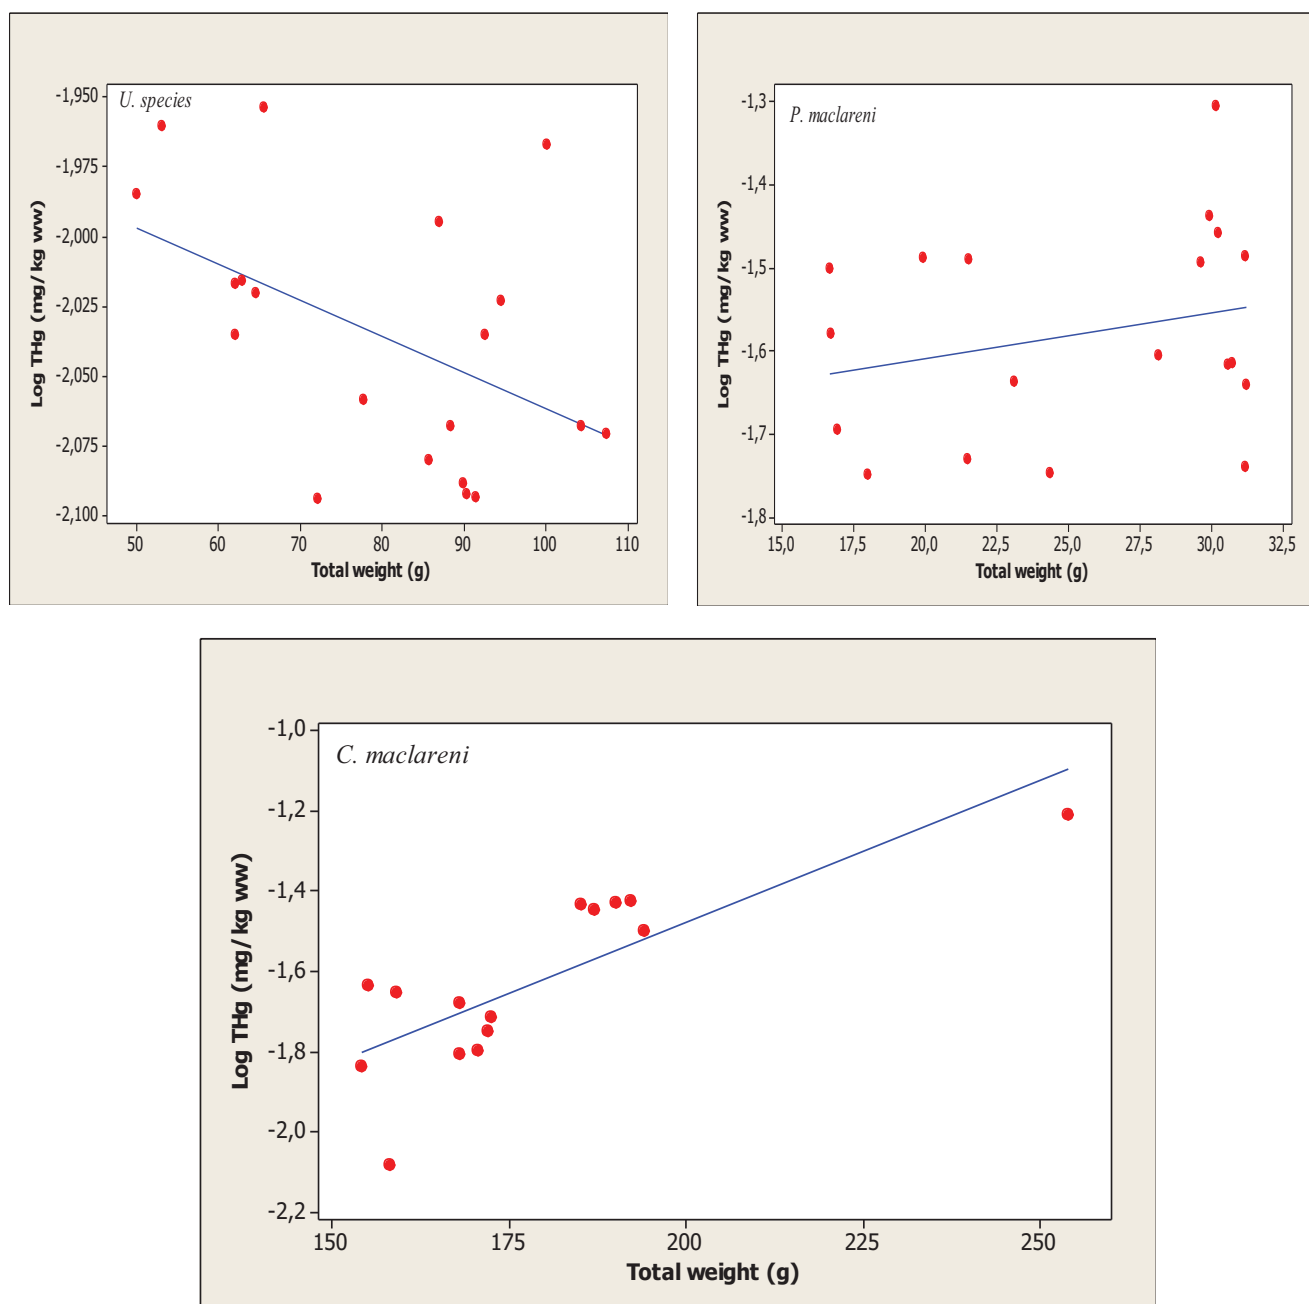 U. species
-1,950
-1,975
-2,000
-2,025
-2,050
-2,075
-2,100
Log THg (mg/kg ww)
50 60 70 80 90 100 110
Total weight (g)
P. maclareni
-1,3
-1,4
-1,5
-1,6
-1,7
-1,8
Log THg (mg/kg ww)
15,0 17,5 20,0 22,5 25,0 27,5 30,0 32,5
Total weight (g)
C. maclareni
-1,0
-1,2
-1,4
-1,6
-1,8
-2,0
-2,2
Log THg (mg/kg ww)
150 175 200 225 250
Total weight (g)